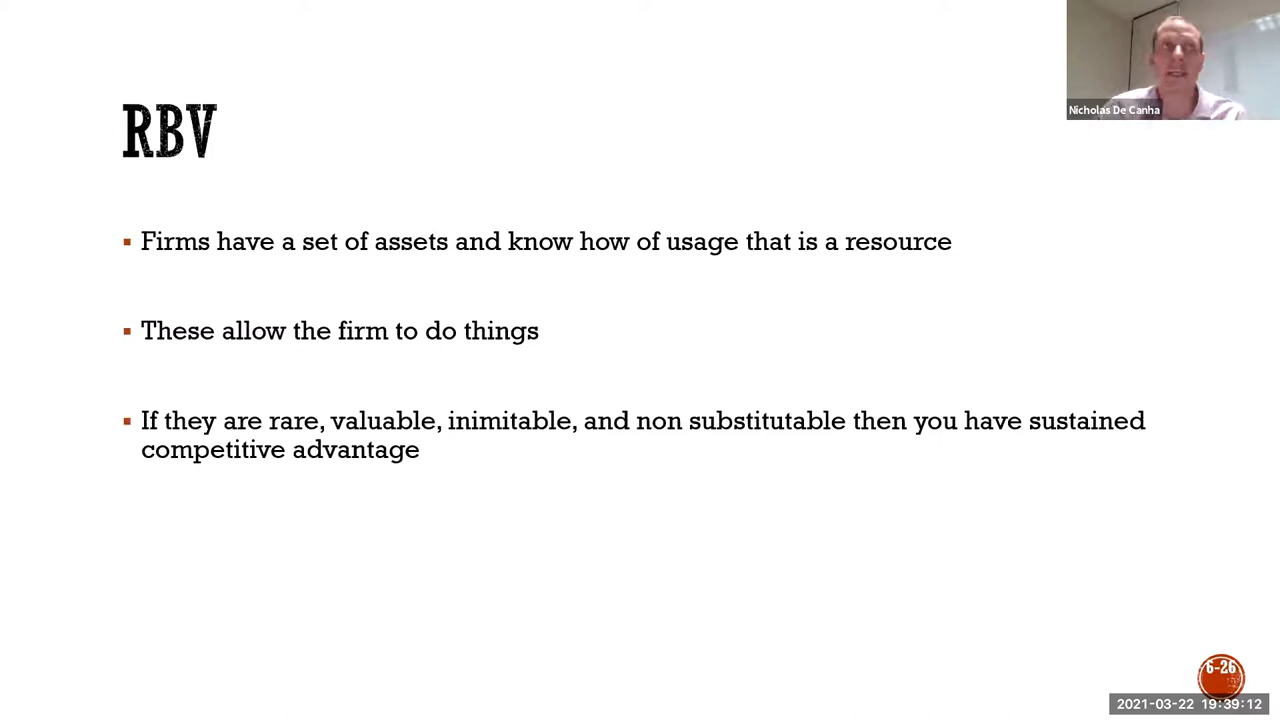 Nicholas De Canha
RBV
Firms have a set of assets and know how of usage that is a resource
These allow the firm to do things
If they are rare, valuable, inimitable, and non substitutable then you have sustained
competitive advantage
6-26
2021-03-22 19:39:12